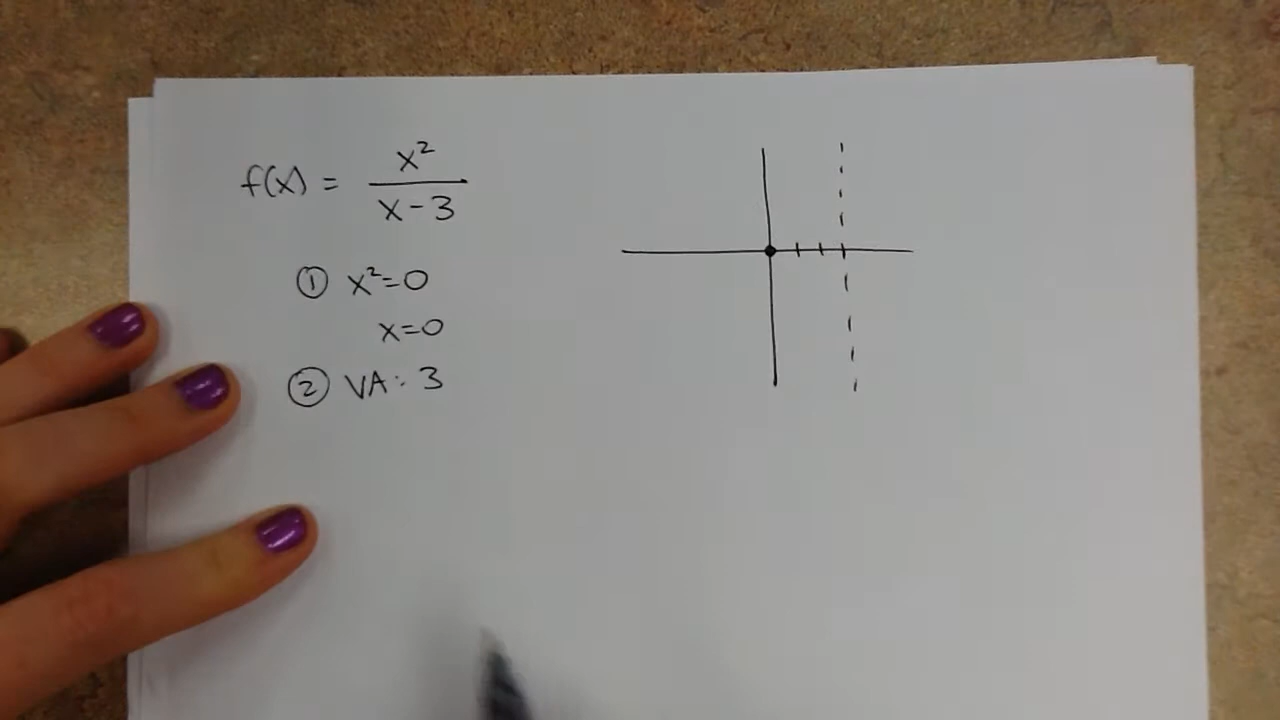 f(x) = x²/(x-3)
① x²=0
x=0
② VA: 3